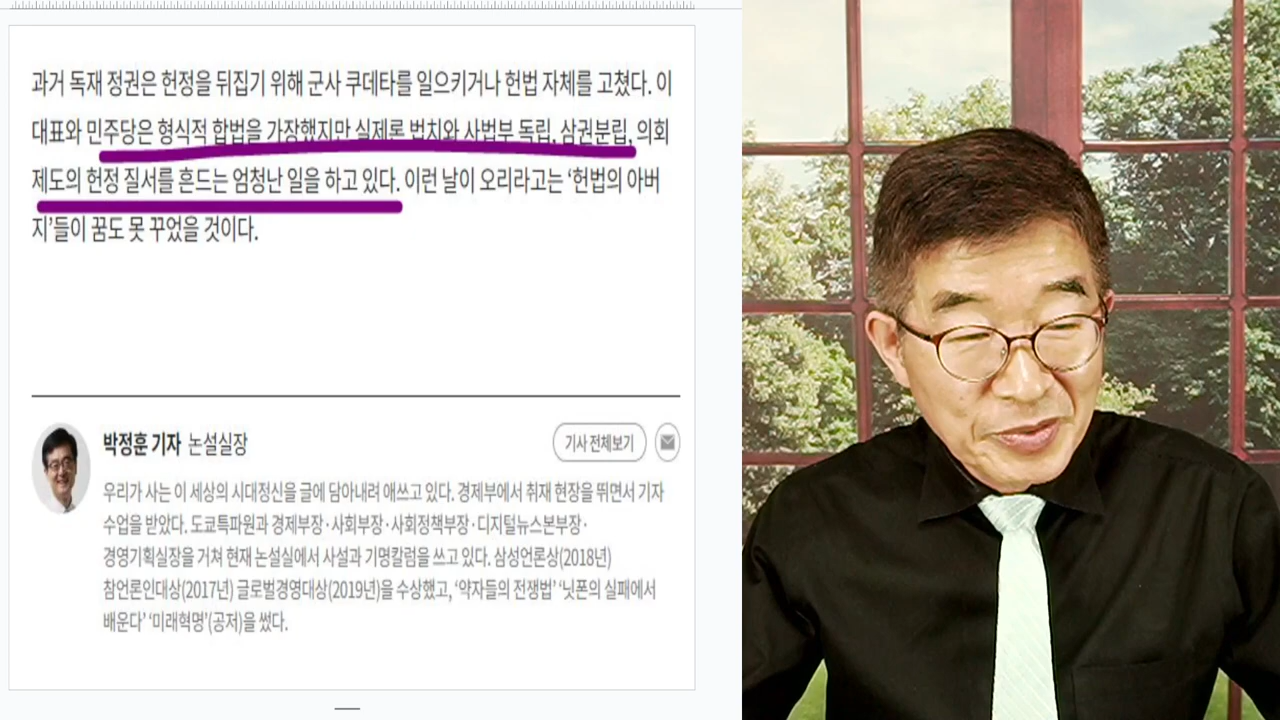 과거 독재 정권은 헌정을 뒤집기 위해 군사 쿠데타를 일으키거나 헌법 자체를 고쳤다. 이
대표와 민주당은 형식적 합법을 가장했지만 실제론 법치와 사법부 독립, 삼권분립, 의회
제도의 헌정 질서를 흔드는 엄청난 일을 하고 있다. 이런 날이 오리라고는 ‘헌법의 아버
지’들이 꿈도 못 꾸었을 것이다.
박정훈 기자 논설실장
기사 전체보기
우리가 사는 이 세상의 시대정신을 글에 담아내려 애쓰고 있다. 경제부에서 취재 현장을 뛰면서 기자
수업을 받았다. 도쿄특파원과 경제부장·사회부장·사회정책부장·디지털뉴스본부장·
경영기획실장을 거쳐 현재 논설실에서 사설과 기명칼럼을 쓰고 있다. 삼성언론상(2018년)
참언론인대상(2017년) 글로벌경영대상(2019년)을 수상했고, ‘약자들의 전쟁법’ ‘닛폰의 실패에서
배운다’ ‘미래혁명’(공저)을 썼다.